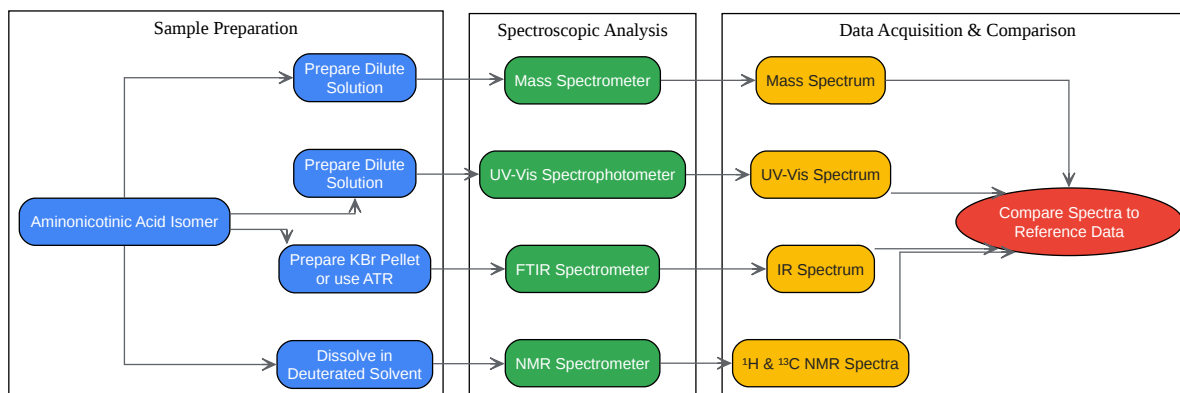 Sample Preparation
Spectroscopic Analysis
Data Acquisition & Comparison
Prepare Dilute
Solution
Mass Spectrometer
Mass Spectrum
Prepare Dilute
Solution
UV-Vis Spectrophotometer
UV-Vis Spectrum
Aminonicotinic Acid Isomer
Compare Spectra to
Reference Data
Prepare KBr Pellet
or use ATR
FTIR Spectrometer
IR Spectrum
Dissolve in
Deuterated Solvent
NMR Spectrometer
¹H & ¹³C NMR Spectra